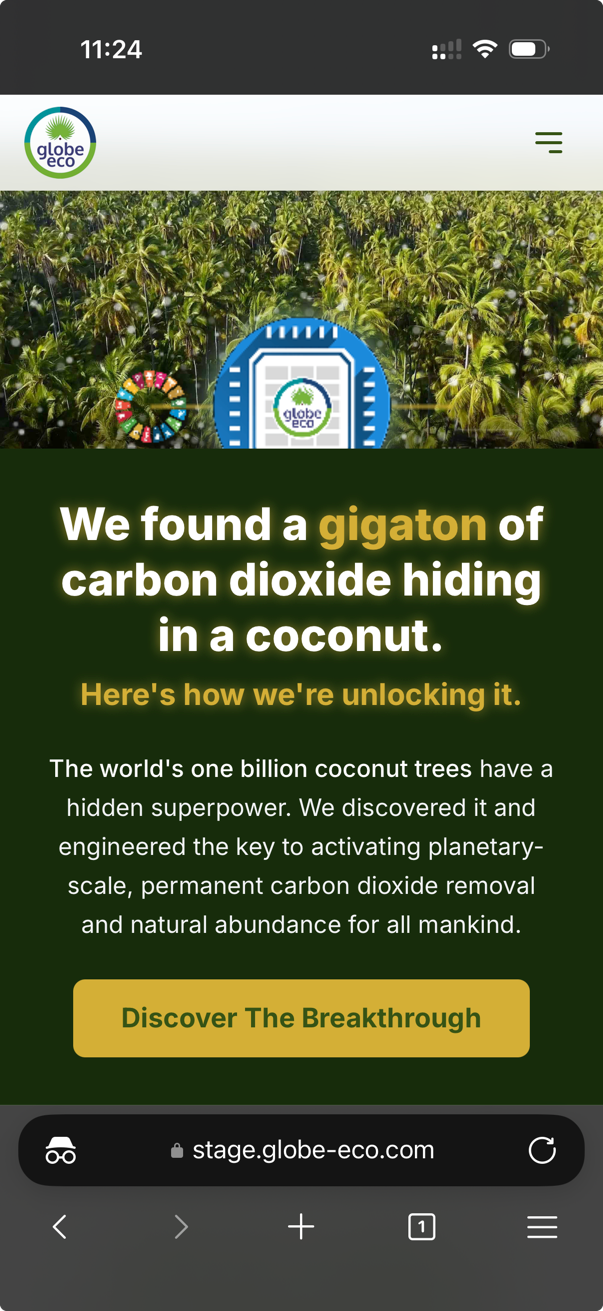 11:24
globe
eco
globe
eco
We found a gigaton of
carbon dioxide hiding
in a coconut.
Here's how we're unlocking it.
The world's one billion coconut trees have a
hidden superpower. We discovered it and
engineered the key to activating planetary-
scale, permanent carbon dioxide removal
and natural abundance for all mankind.
Discover The Breakthrough
stage.globe-eco.com
1